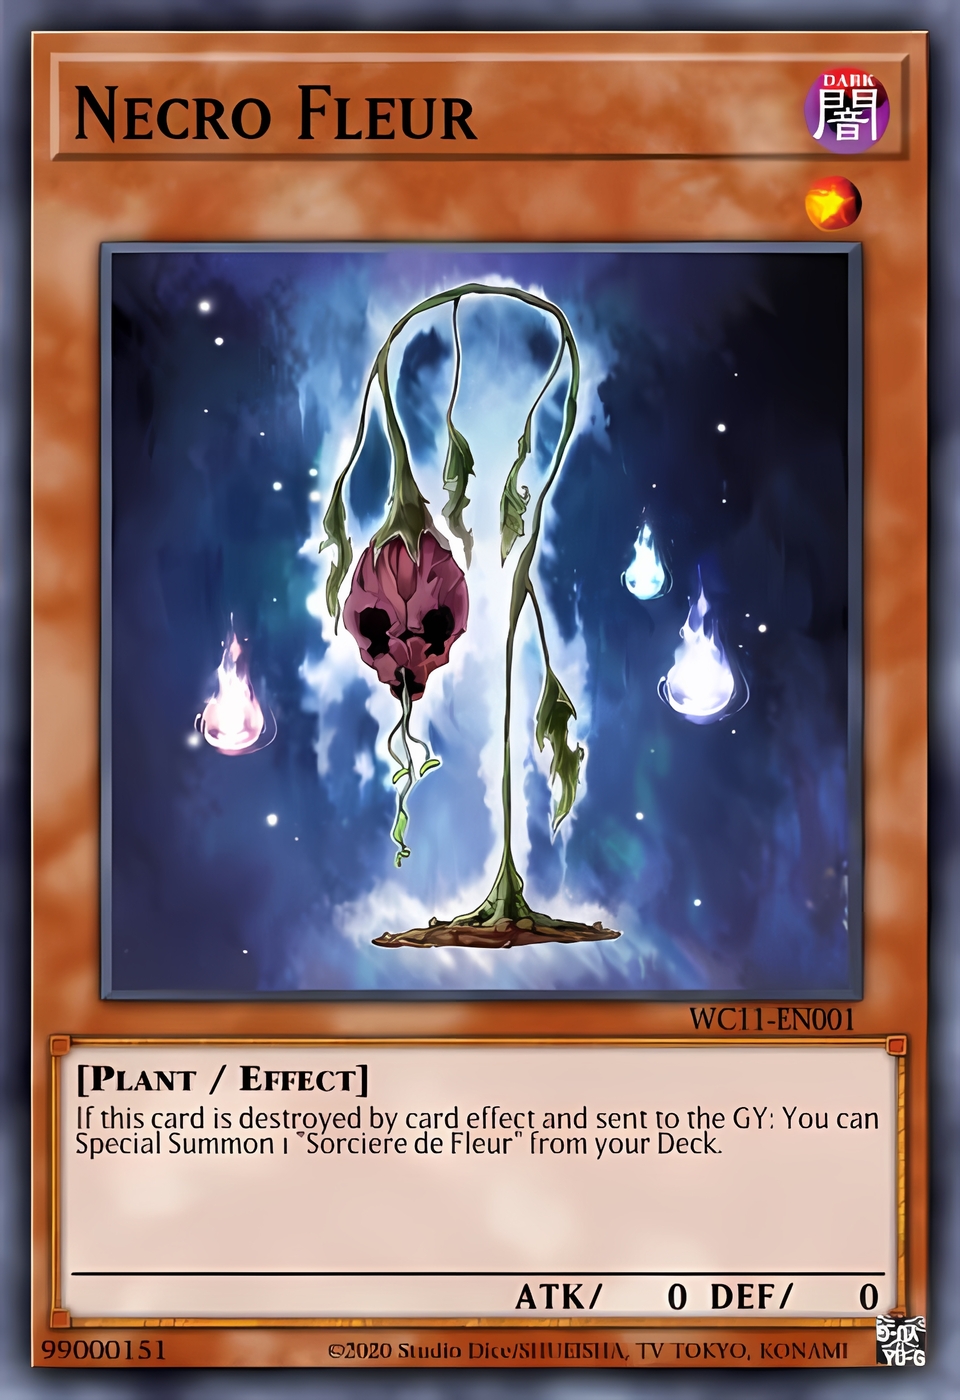 Necro Fleur
DARK
闇
WC11-EN001
[Plant / Effect]
If this card is destroyed by card effect and sent to the GY: You can
Special Summon 1 "Sorciere de Fleur" from your Deck.
ATK/ 0 DEF/ 0
99000151
©2020 Studio Dice/SHUEISHA, TV TOKYO, KONAMI